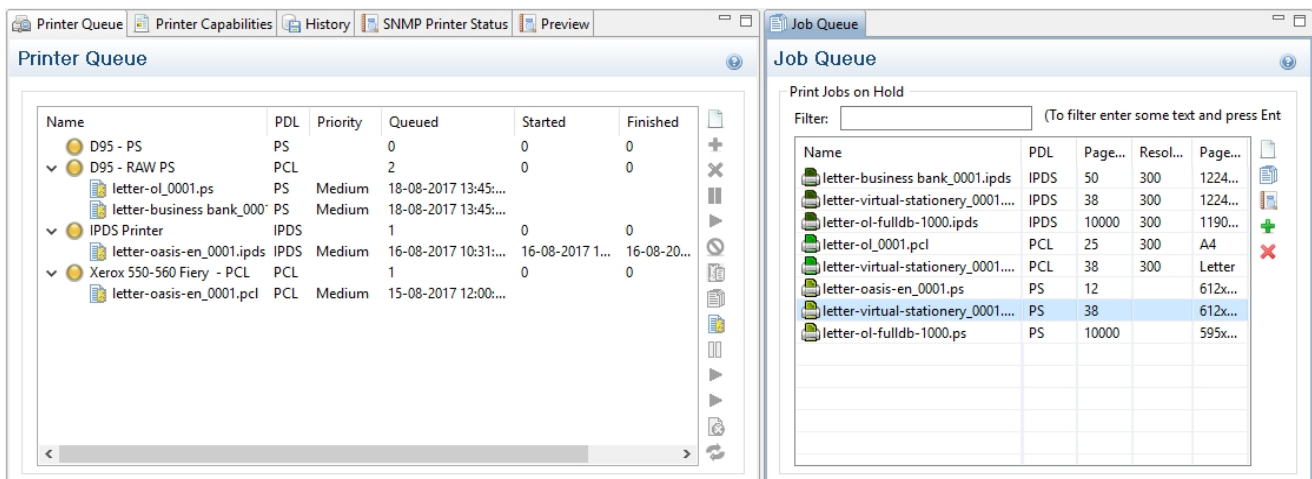 Printer Queue Printer Capabilities History SNMP Printer Status Preview
Printer Queue
Name PDL Priority Queued Started Finished
D95 - PS PS 0 0 0
D95 - RAW PS PCL 2 0 0
letter-ol_0001.ps PS Medium 18-08-2017 13:45:...
letter-business bank_000 PS Medium 18-08-2017 13:45:...
IPDS Printer IPDS 1 0 0
letter-oasis-en_0001.ipds IPDS Medium 16-08-2017 10:31:... 16-08-2017 1... 16-08-20...
Xerox 550-560 Fiery - PCL PCL 1 0 0
letter-oasis-en_0001.pcl PCL Medium 15-08-2017 12:00:...
Job Queue
Job Queue
Print Jobs on Hold
Filter: (To filter enter some text and press Ent
Name PDL Page... Resol... Page...
letter-business bank_0001.ipds IPDS 50 300 1224...
letter-virtual-stationery_0001.... IPDS 38 300 1224...
letter-ol-fulldb-1000.ipds IPDS 10000 300 1190...
letter-ol_0001.pcl PCL 25 300 A4
letter-virtual-stationery_0001.... PCL 38 300 Letter
letter-oasis-en_0001.ps PS 12 612x...
letter-virtual-stationery_0001.... PS 38 612x...
letter-ol-fulldb-1000.ps PS 10000 595x...